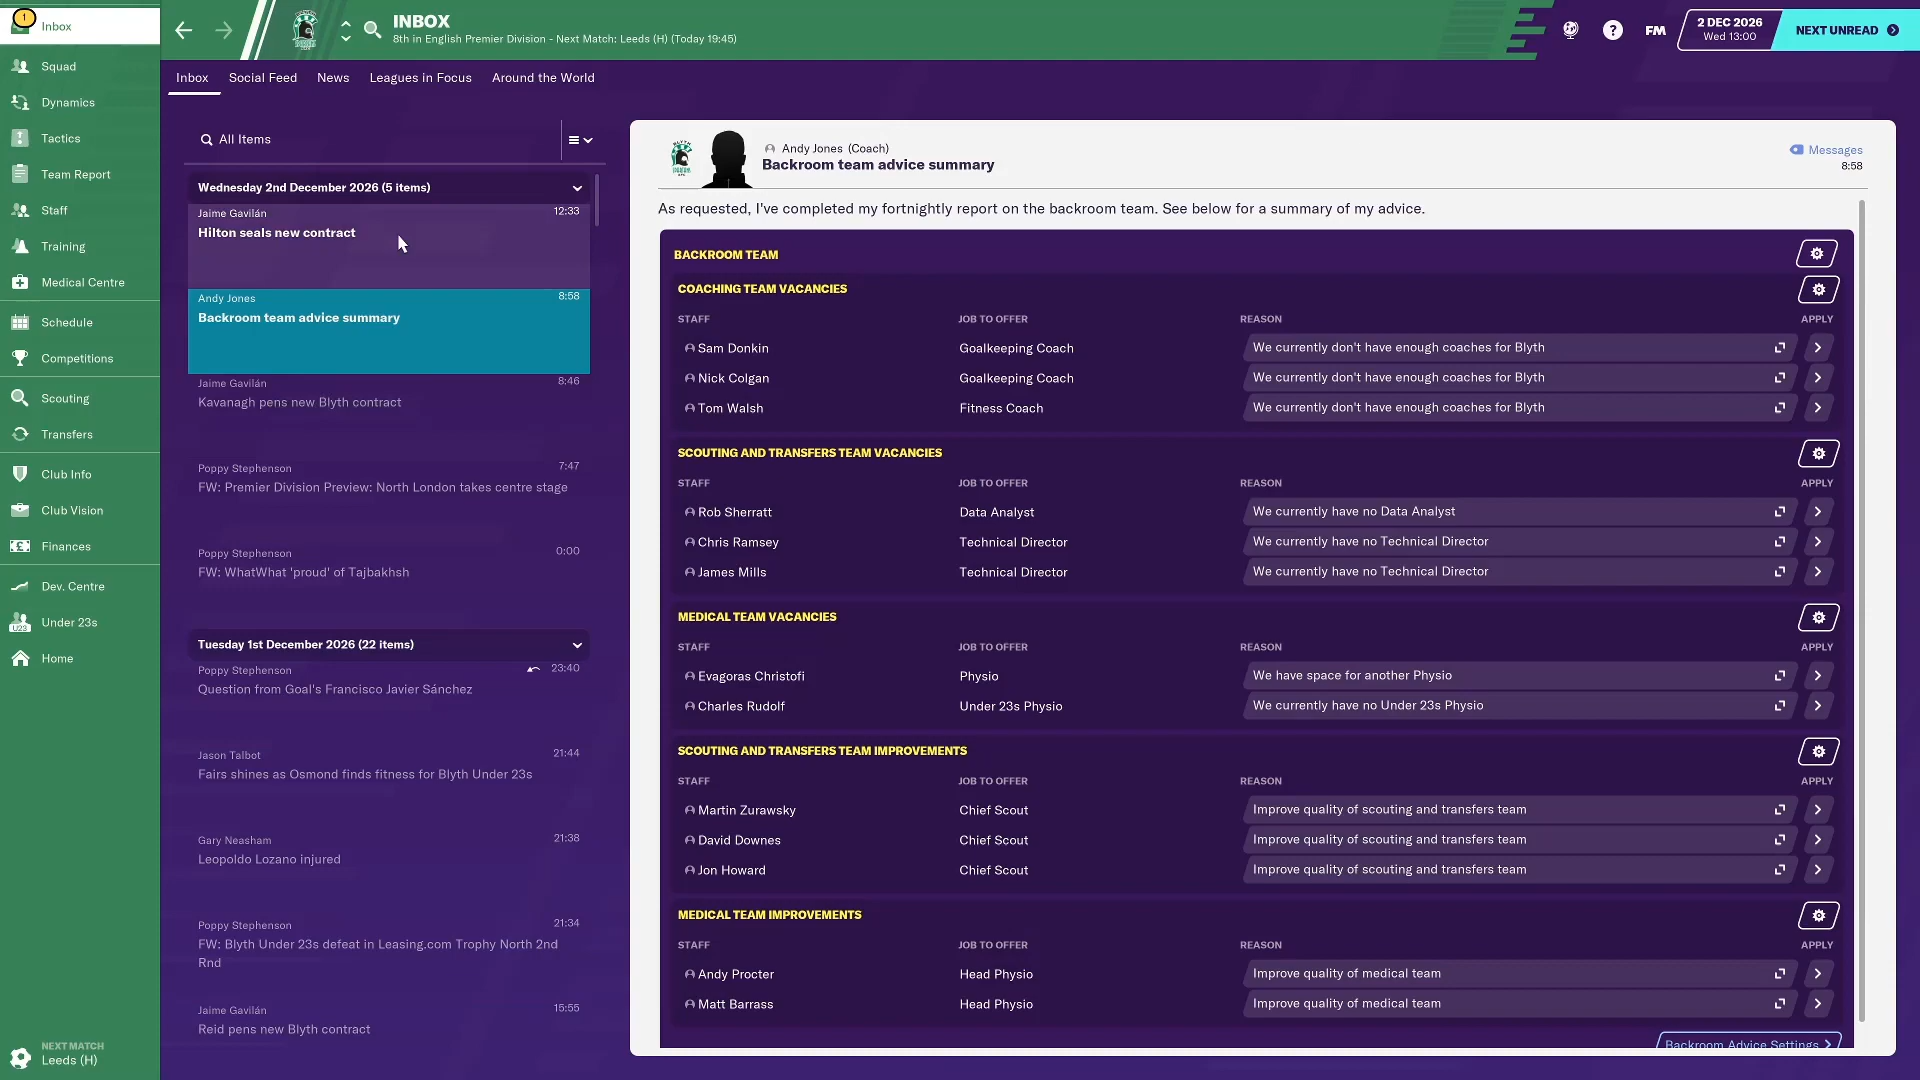 1
Inbox
Squad
Dynamics
Tactics
Team Report
Staff
Training
Medical Centre
Schedule
Competitions
Scouting
Transfers
Club Info
Club Vision
Finances
Dev. Centre
U23
Under 23s
Home
NEXT MATCH
Leeds (H)
INBOX
8th in English Premier Division - Next Match: Leeds (H) (Today 19:45)
?
FM
2 DEC 2026
Wed 13:00
NEXT UNREAD
Inbox Social Feed News Leagues in Focus Around the World
All Items
Wednesday 2nd December 2026 (5 items)
Jaime Gavilán 12:33
Hilton seals new contract
Andy Jones 8:58
Backroom team advice summary
Jaime Gavilán 8:46
Kavanagh pens new Blyth contract
Poppy Stephenson 7:47
FW: Premier Division Preview: North London takes centre stage
Poppy Stephenson 0:00
FW: WhatWhat 'proud' of Tajbakhsh
Tuesday 1st December 2026 (22 items)
Poppy Stephenson 23:40
Question from Goal's Francisco Javier Sánchez
Jason Talbot 21:44
Fairs shines as Osmond finds fitness for Blyth Under 23s
Gary Neasham 21:38
Leopoldo Lozano injured
Poppy Stephenson 21:34
FW: Blyth Under 23s defeat in Leasing.com Trophy North 2nd
Rnd
Jaime Gavilán 15:55
Reid pens new Blyth contract
Andy Jones (Coach)
Backroom team advice summary
Messages
8:58
As requested, I've completed my fortnightly report on the backroom team. See below for a summary of my advice.
BACKROOM TEAM
COACHING TEAM VACANCIES
STAFF JOB TO OFFER REASON APPLY
Sam Donkin Goalkeeping Coach We currently don't have enough coaches for Blyth
Nick Colgan Goalkeeping Coach We currently don't have enough coaches for Blyth
Tom Walsh Fitness Coach We currently don't have enough coaches for Blyth
SCOUTING AND TRANSFERS TEAM VACANCIES
STAFF JOB TO OFFER REASON APPLY
Rob Sherratt Data Analyst We currently have no Data Analyst
Chris Ramsey Technical Director We currently have no Technical Director
James Mills Technical Director We currently have no Technical Director
MEDICAL TEAM VACANCIES
STAFF JOB TO OFFER REASON APPLY
Evagoras Christofi Physio We have space for another Physio
Charles Rudolf Under 23s Physio We currently have no Under 23s Physio
SCOUTING AND TRANSFERS TEAM IMPROVEMENTS
STAFF JOB TO OFFER REASON APPLY
Martin Zurawsky Chief Scout Improve quality of scouting and transfers team
David Downes Chief Scout Improve quality of scouting and transfers team
Jon Howard Chief Scout Improve quality of scouting and transfers team
MEDICAL TEAM IMPROVEMENTS
STAFF JOB TO OFFER REASON APPLY
Andy Procter Head Physio Improve quality of medical team
Matt Barrass Head Physio Improve quality of medical team
Backroom Advice Settings